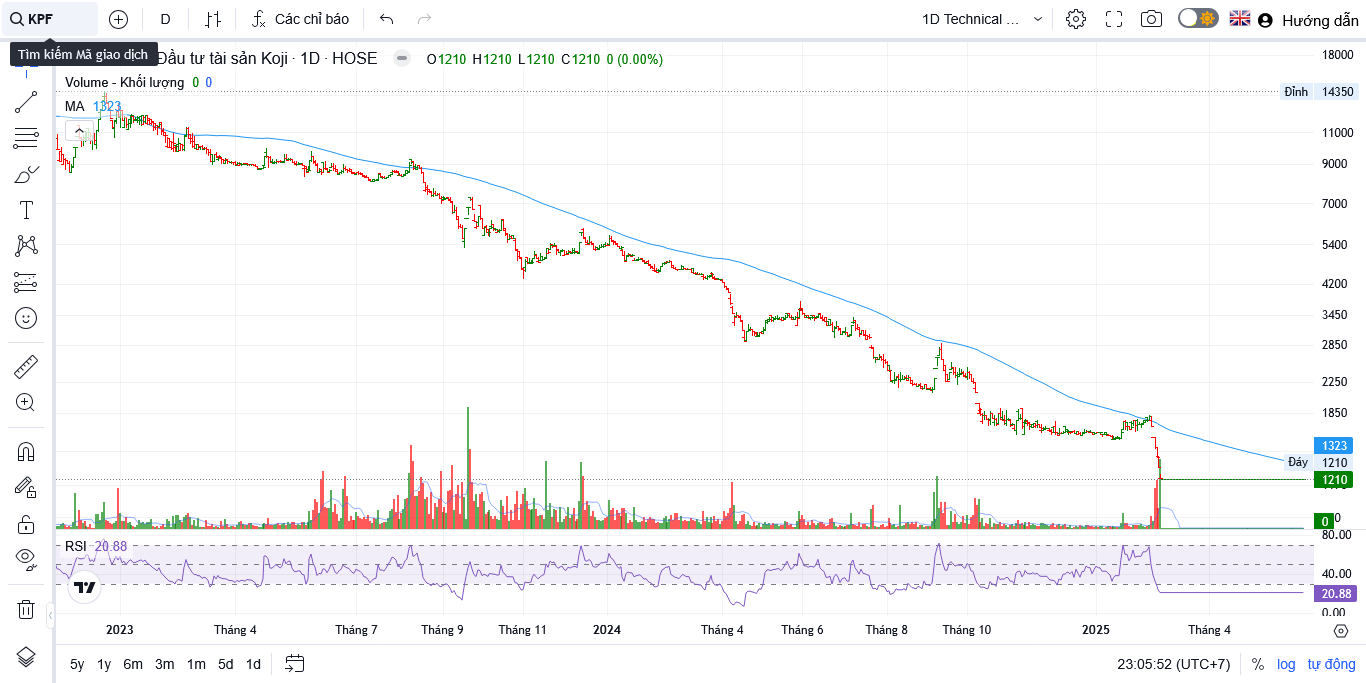 KPF
D
Các chỉ báo
1D Technical ...
Hướng dẫn
Tìm kiếm Mã giao dịch
Đầu tư tài sản Koji · 1D · HOSE
O1210 H1210 L1210 C1210 0 (0.00%)
Volume - Khối lượng 0 0
MA 1323
18000
Đỉnh 14350
11000
9000
7000
5400
4200
3450
2850
2250
1850
1323
Đáy 1210
1210
0
0
80.00
RSI 20.88
40.00
20.88
0.00
2023 Tháng 4 Tháng 7 Tháng 9 Tháng 11 2024 Tháng 4 Tháng 6 Tháng 8 Tháng 10 2025 Tháng 4
5y 1y 6m 3m 1m 5d 1d
23:05:52 (UTC+7) % log tự động